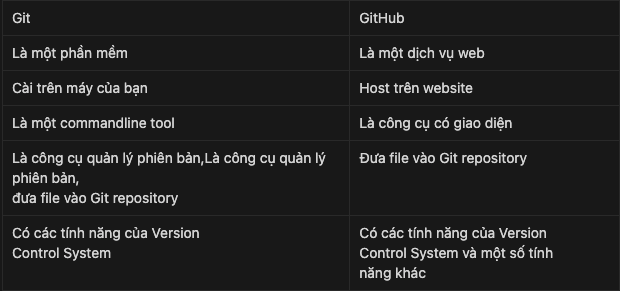 Git GitHub
Là một phần mềm Là một dịch vụ web
Cài trên máy của bạn Host trên website
Là một commandline tool Là công cụ có giao diện
Là công cụ quản lý phiên bản,Là công cụ quản lý
phiên bản,
đưa file vào Git repository
Đưa file vào Git repository
Có các tính năng của Version
Control System
Có các tính năng của Version
Control System và một số tính
năng khác